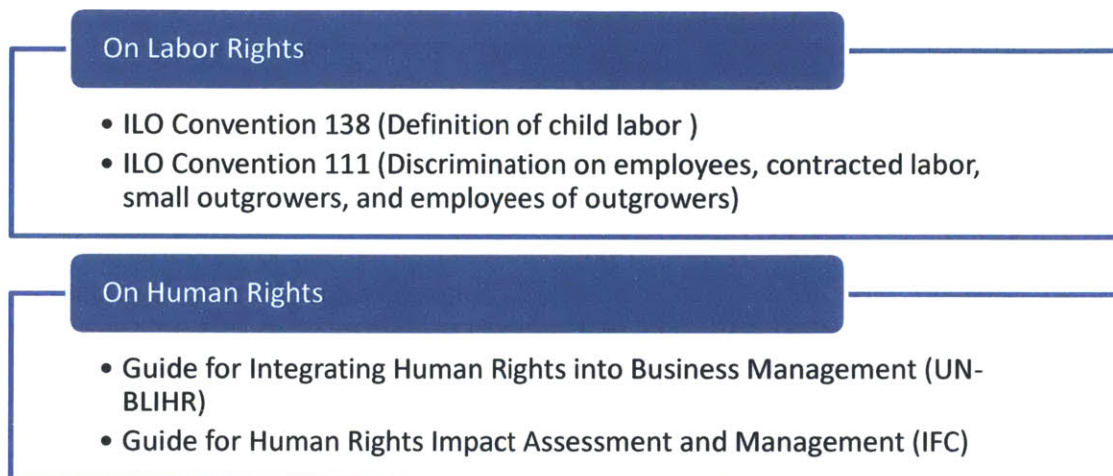 On Labor Rights
• ILO Convention 138 (Definition of child labor )
• ILO Convention 111 (Discrimination on employees, contracted labor,
small outgrowers, and employees of outgrowers)
On Human Rights
• Guide for Integrating Human Rights into Business Management (UN-
BLIHR)
• Guide for Human Rights Impact Assessment and Management (IFC)